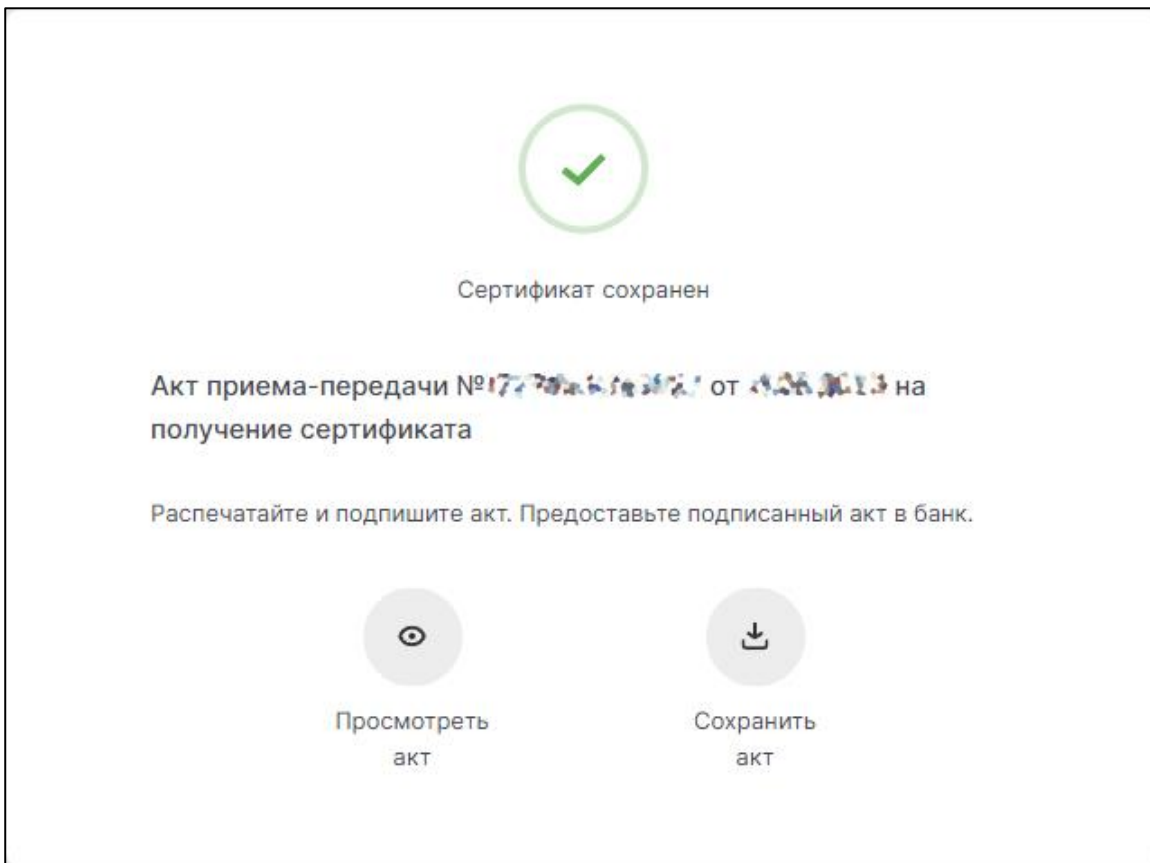 Сертификат сохранен
Акт приема-передачи № от на
получение сертификата
Распечатайте и подпишите акт. Предоставьте подписанный акт в банк.
Просмотреть
акт
Сохранить
акт